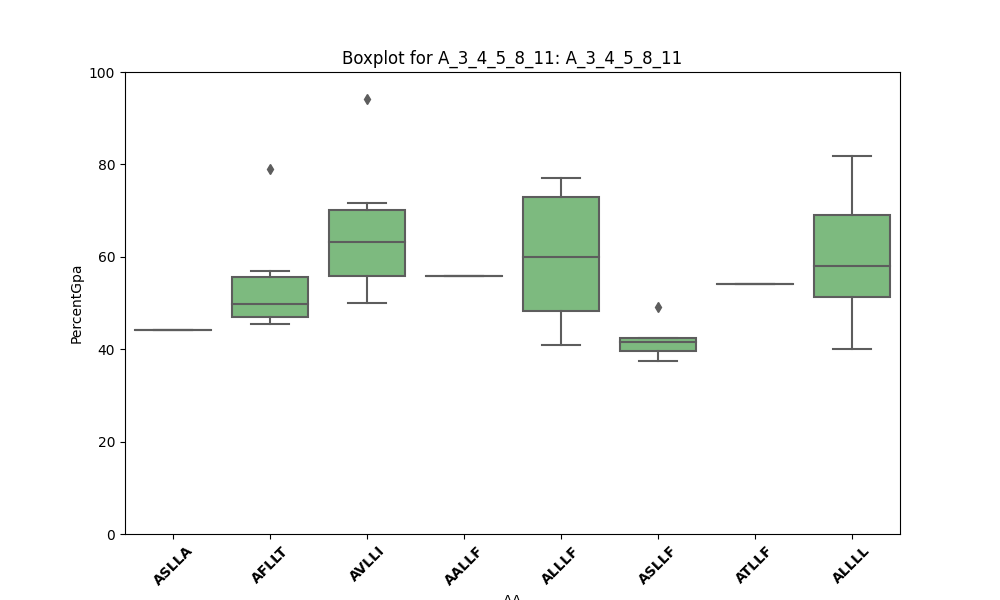 Boxplot for A_3_4_5_8_11: A_3_4_5_8_11
PercentGpa
100
80
60
40
20
0
ASLLA
AFLLT
AVLLI
AALLF
ALLLF
ASLLF
ATLLF
ALLLL
AA